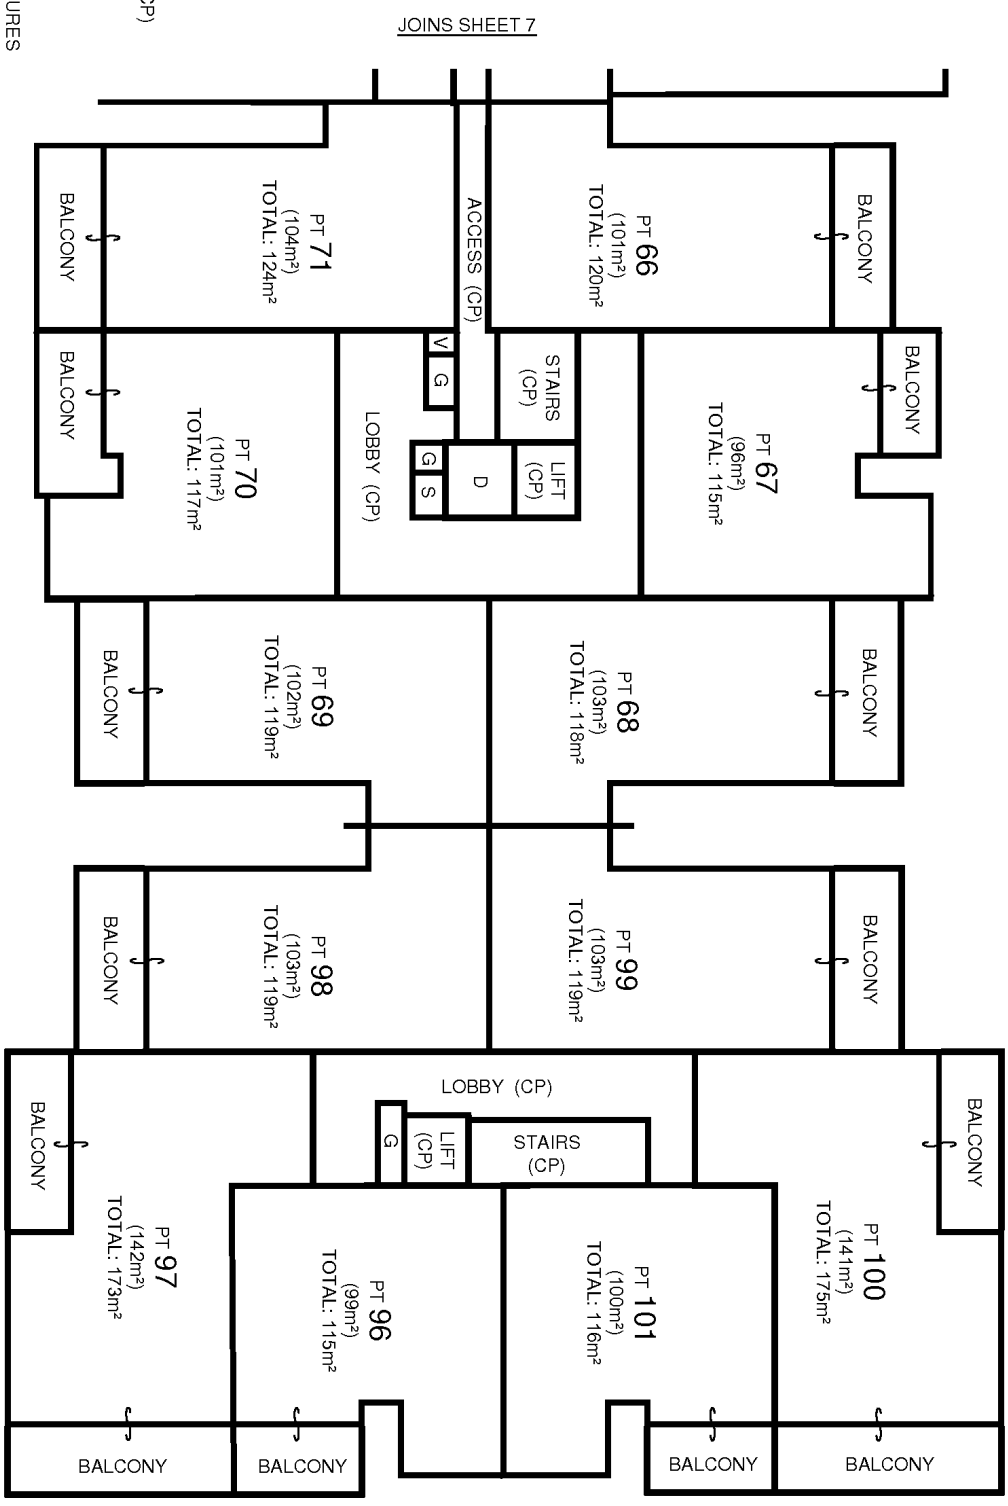 CP)
URES
JOINS SHEET 7
BALCONY
PT 71
(104m²)
TOTAL: 124m²
ACCESS (CP)
PT 66
(101m²)
TOTAL: 120m²
BALCONY
BALCONY
PT 70
(101m²)
TOTAL: 117m²
LOBBY (CP)
V
G
G
S
D
STAIRS
(CP)
LIFT
(CP)
PT 67
(96m²)
TOTAL: 115m²
BALCONY
BALCONY
PT 69
(102m²)
TOTAL: 119m²
PT 68
(103m²)
TOTAL: 118m²
BALCONY
BALCONY
PT 98
(103m²)
TOTAL: 119m²
PT 99
(103m²)
TOTAL: 119m²
BALCONY
BALCONY
PT 97
(142m²)
TOTAL: 173m²
LOBBY (CP)
G
LIFT
(CP)
STAIRS
(CP)
PT 100
(141m²)
TOTAL: 175m²
BALCONY
PT 96
(99m²)
TOTAL: 115m²
PT 101
(100m²)
TOTAL: 116m²
BALCONY
BALCONY
BALCONY
BALCONY